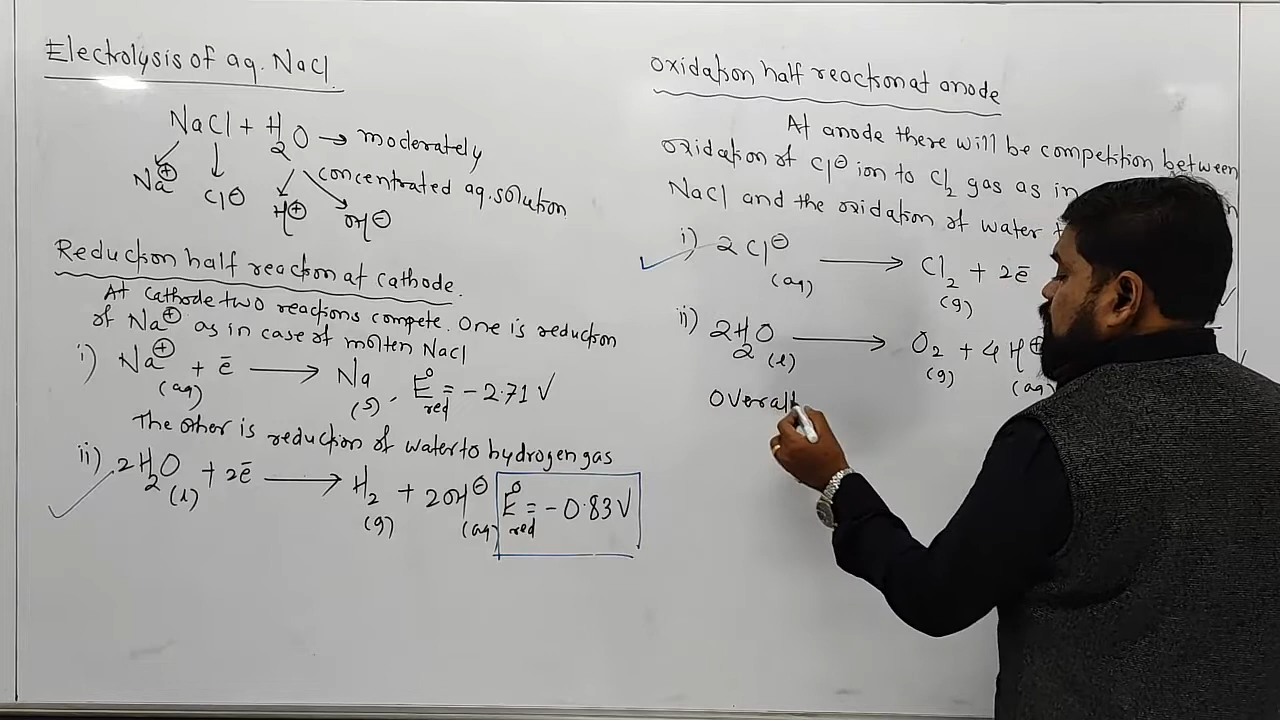 Electrolysis of aq. NaCl
NaCl + H₂O → moderately
concentrated aq. solution
Na⊕ Cl⊖ H⊕ OH⊖
Reduction half reaction at cathode.
At cathode two reactions compete. One is reduction
of Na⊕ as in case of molten NaCl
i) Na⊕(aq) + ē → Na(s), E°red = -2.71 V
The other is reduction of water to hydrogen gas
ii) 2H₂O(l) + 2ē → H₂(g) + 2OH⊖(aq) E°red = -0.83 V
Oxidation half reaction at anode
At anode there will be competition between
oxidation of Cl⊖ ion to Cl₂ gas as in
NaCl and the oxidation of water
i) 2Cl⊖(aq) → Cl₂(g) + 2ē
ii) 2H₂O(l) → O₂(g) + 4H⊕(aq)
Overall